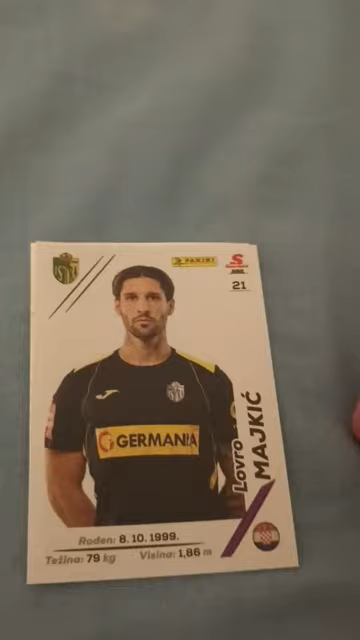 PANINI
21
GERMANIA
Lovro
MAJKIĆ
Rođen: 8. 10. 1999.
Težina: 79 kg Visina: 1,86 m